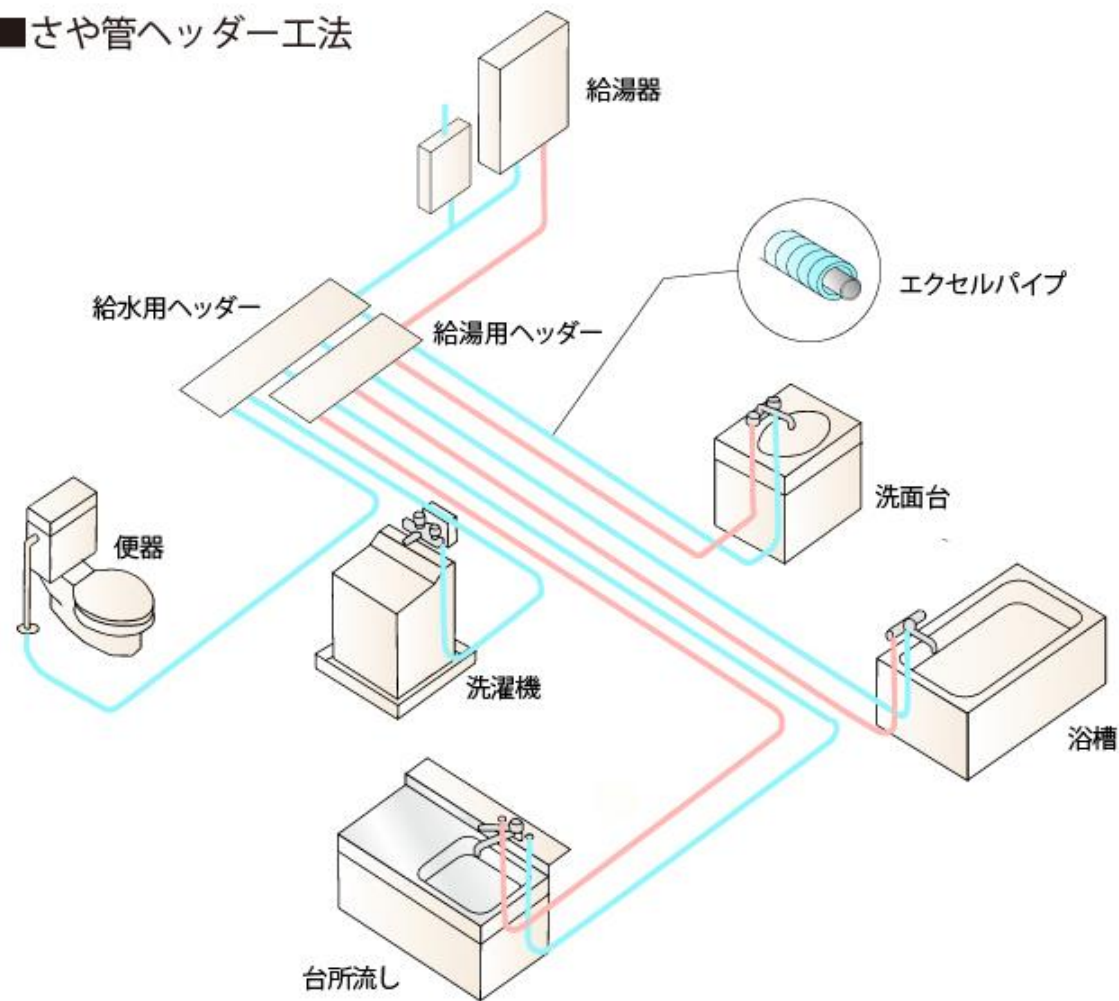 ■さや管ヘッダー工法
給湯器
エクセルパイプ
給水用ヘッダー
給湯用ヘッダー
洗面台
便器
洗濯機
浴槽
台所流し